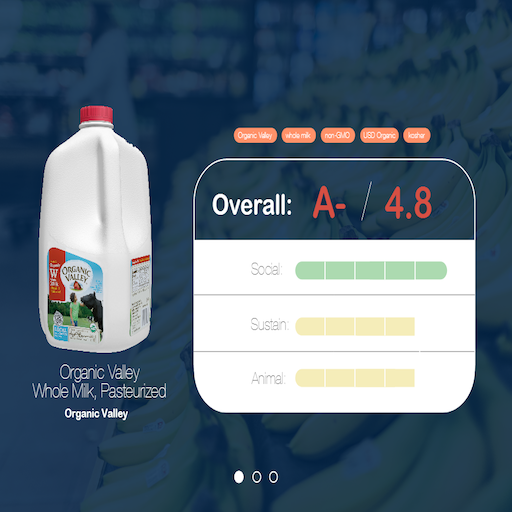 Organic Valley whole milk non-GMO USD Organic koshar
Overall: A- / 4.8
Social:
Sustain:
Animal:
W
ORGANIC
VALLEY
Organic Valley
Whole Milk, Pasteurized
Organic Valley